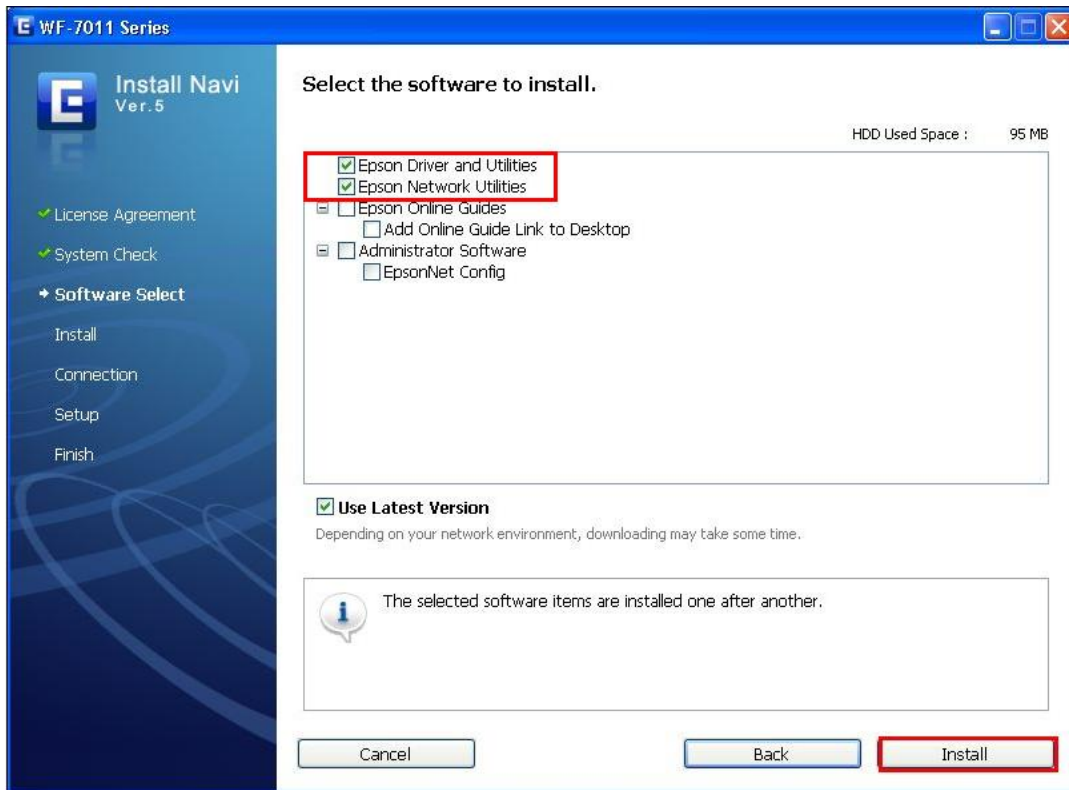 WF-7011 Series
Install Navi
Ver.5
License Agreement
System Check
Software Select
Install
Connection
Setup
Finish
Select the software to install.
HDD Used Space : 95 MB
Epson Driver and Utilities
Epson Network Utilities
Epson Online Guides
Add Online Guide Link to Desktop
Administrator Software
EpsonNet Config
Use Latest Version
Depending on your network environment, downloading may take some time.
The selected software items are installed one after another.
Cancel
Back
Install